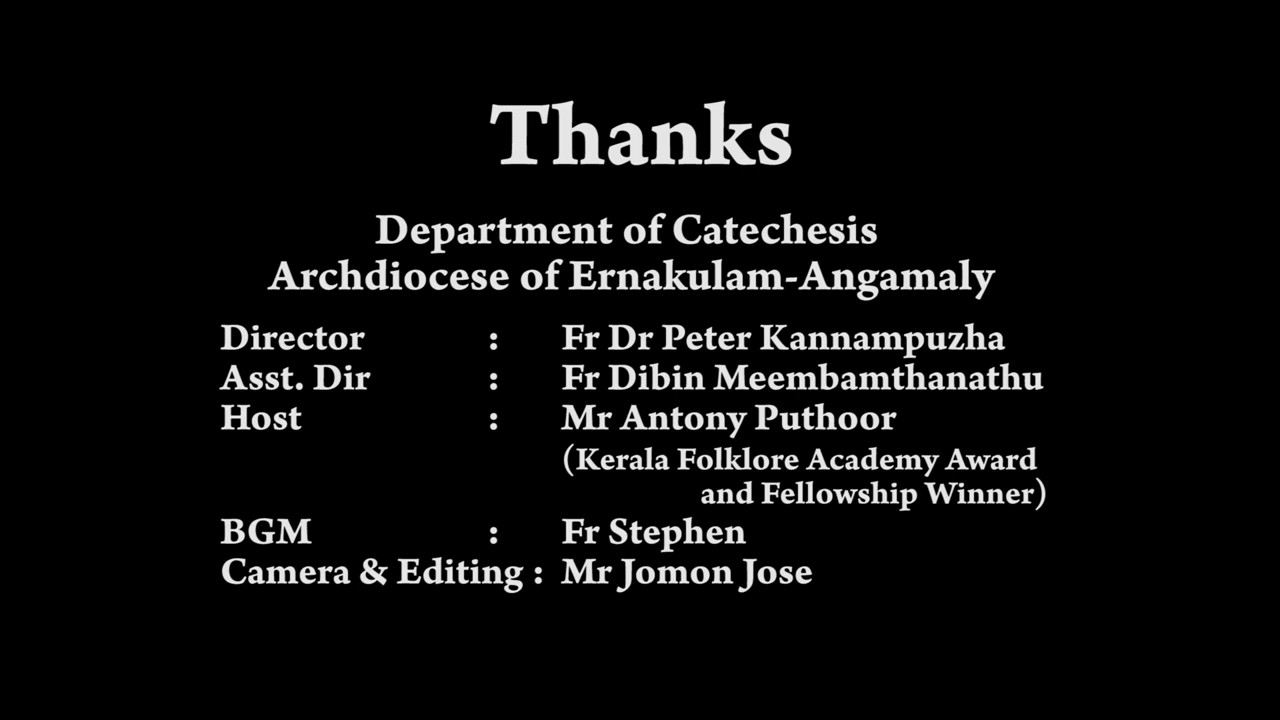 Thanks
Department of Catechesis
Archdiocese of Ernakulam-Angamaly
Director : Fr Dr Peter Kannampuzha
Asst. Dir : Fr Dibin Meembamthanathu
Host : Mr Antony Puthoor
(Kerala Folklore Academy Award
and Fellowship Winner)
BGM : Fr Stephen
Camera & Editing : Mr Jomon Jose